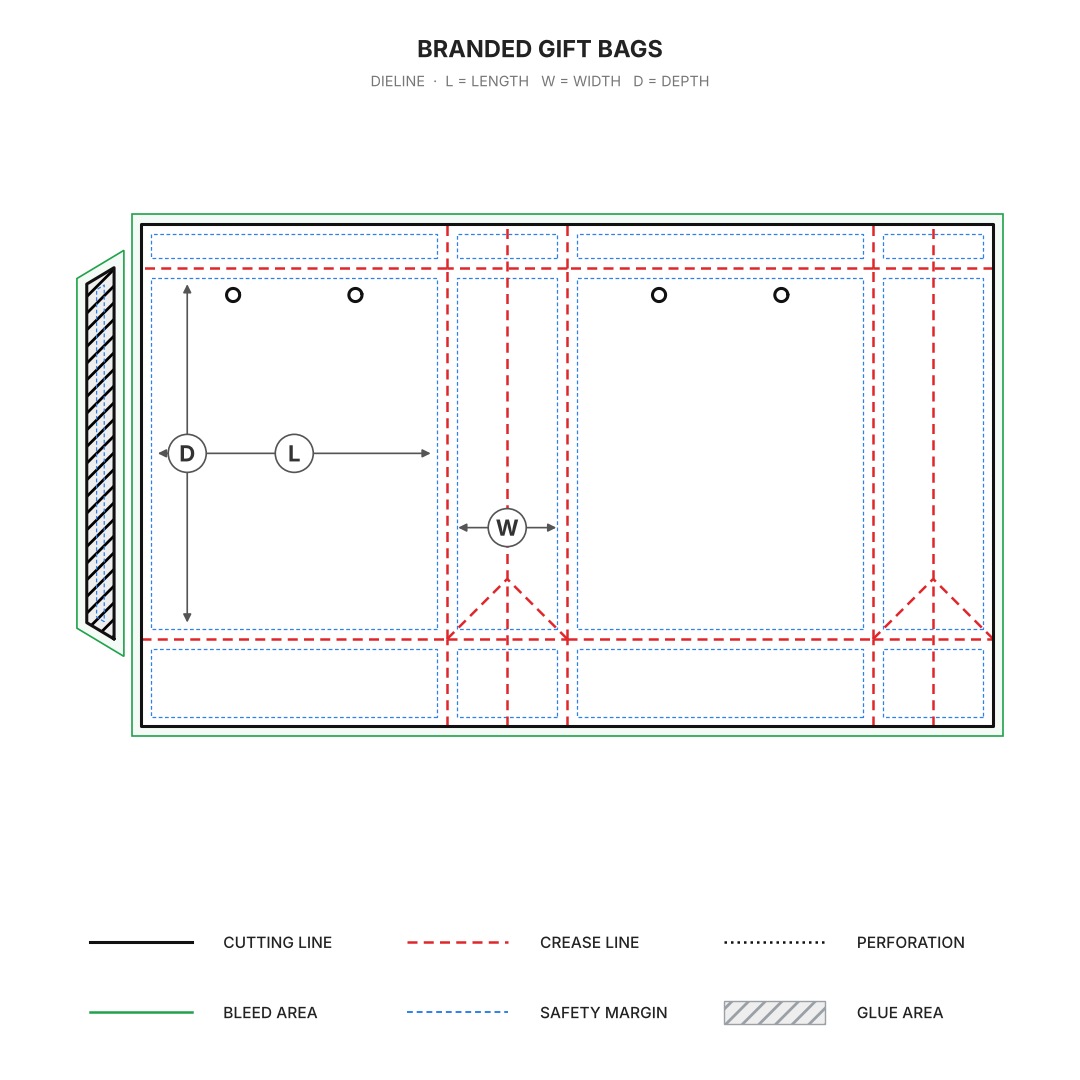 BRANDED GIFT BAGS
DIELINE · L = LENGTH W = WIDTH D = DEPTH
D
L
W
CUTTING LINE
CREASE LINE
PERFORATION
BLEED AREA
SAFETY MARGIN
GLUE AREA